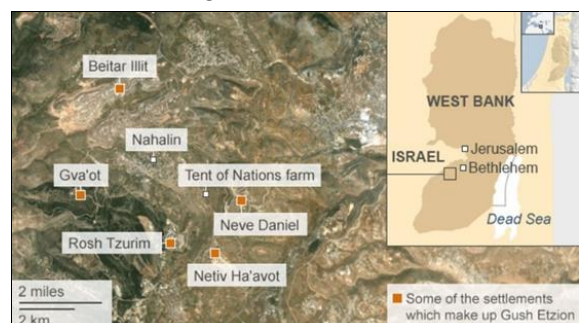 Beitar Illit
Nahalin
Gva'ot
Tent of Nations farm
Neve Daniel
Rosh Tzurim
Netiv Ha'avot
2 miles
2 km
WEST BANK
Jerusalem
ISRAEL
Bethlehem
Dead Sea
Some of the settlements
which make up Gush Etzion